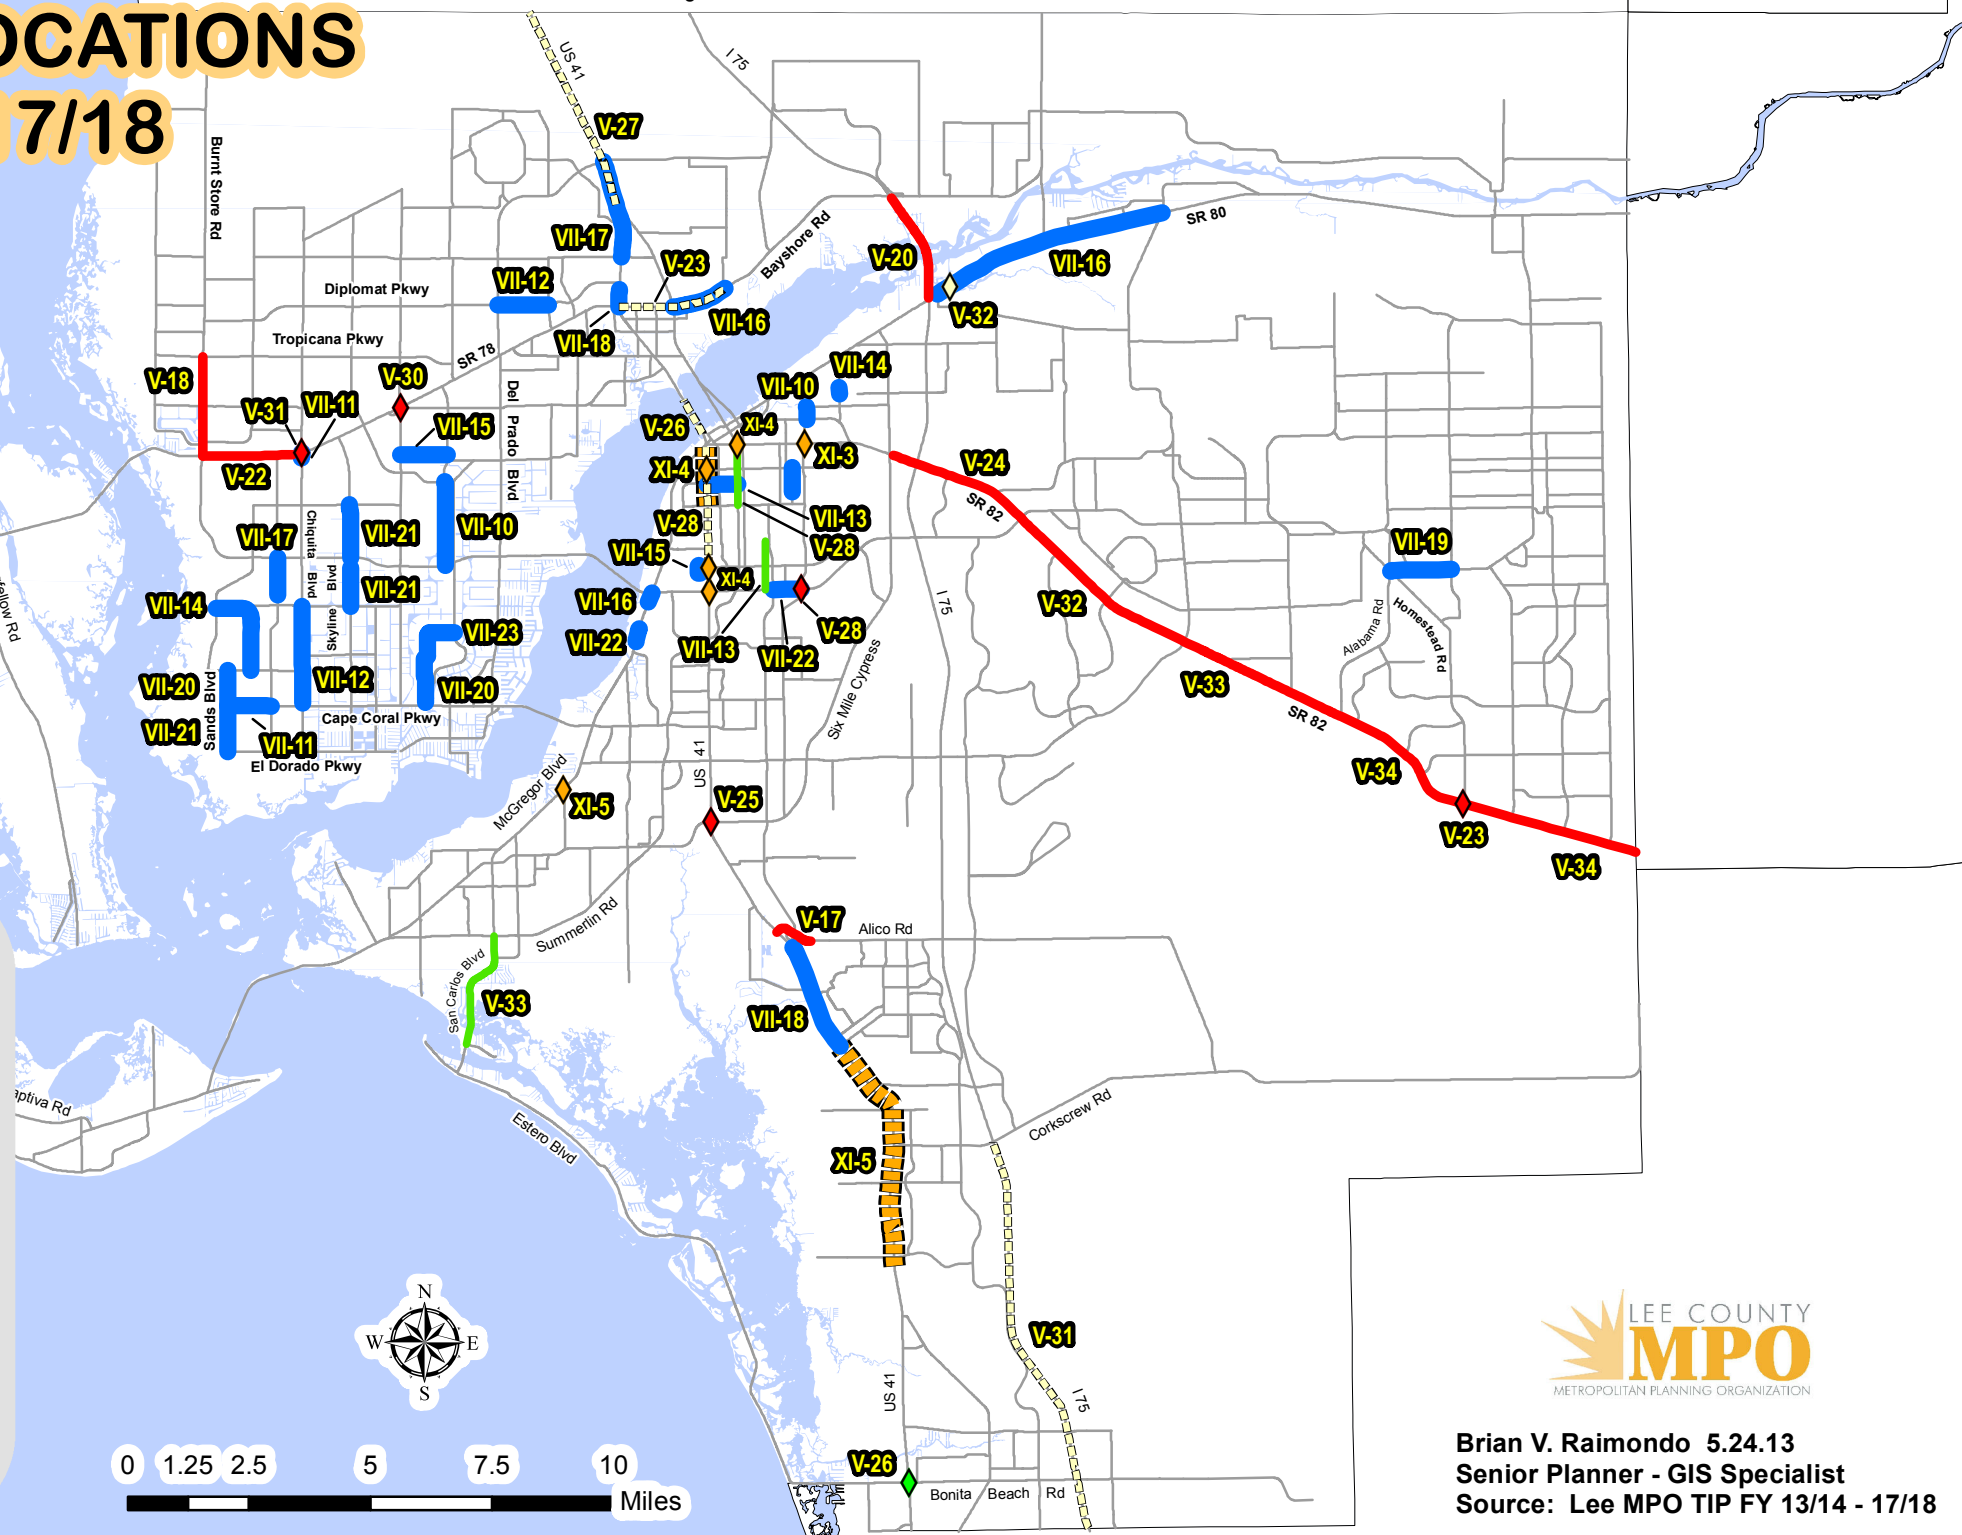 OCATIONS
17/18
US 41
I 75
V-27
Burnt Store Rd
VII-17
V-23
Bayshore Rd
V-20
SR 80
VII-16
VII-12
Diplomat Pkwy
V-32
VII-16
VII-18
Tropicana Pkwy
SR 78
V-18
V-30
VII-14
VII-10
Del Prado Blvd
V-31
VII-11
VII-15
V-26
XI-4
XI-3
V-22
XI-4
V-24
SR 82
VII-17
Chiquita Blvd
VII-21
VII-10
V-28
VII-13
V-28
VII-15
VII-19
XI-4
VII-21
Skyline Blvd
VII-14
VII-16
V-32
I 75
VII-23
VII-22
V-28
VII-13
VII-22
Alabama Rd
Homestead Rd
fellow Rd
VII-20
Sands Blvd
VII-12
VII-20
V-33
Six Mile Cypress
Cape Coral Pkwy
VII-21
VII-11
El Dorado Pkwy
SR 82
US 41
V-34
McGregor Blvd
XI-5
V-25
V-23
V-34
V-17
Alico Rd
Summerlin Rd
San Carlos Blvd
V-33
VII-18
aptiva Rd
Estero Blvd
Corkscrew Rd
XI-5
V-31
I 75
US 41
V-26
Bonita Beach Rd
N
W E
S
0 1.25 2.5 5 7.5 10
Miles
LEE COUNTY
MPO
METROPOLITAN PLANNING ORGANIZATION
Brian V. Raimondo 5.24.13
Senior Planner - GIS Specialist
Source: Lee MPO TIP FY 13/14 - 17/18